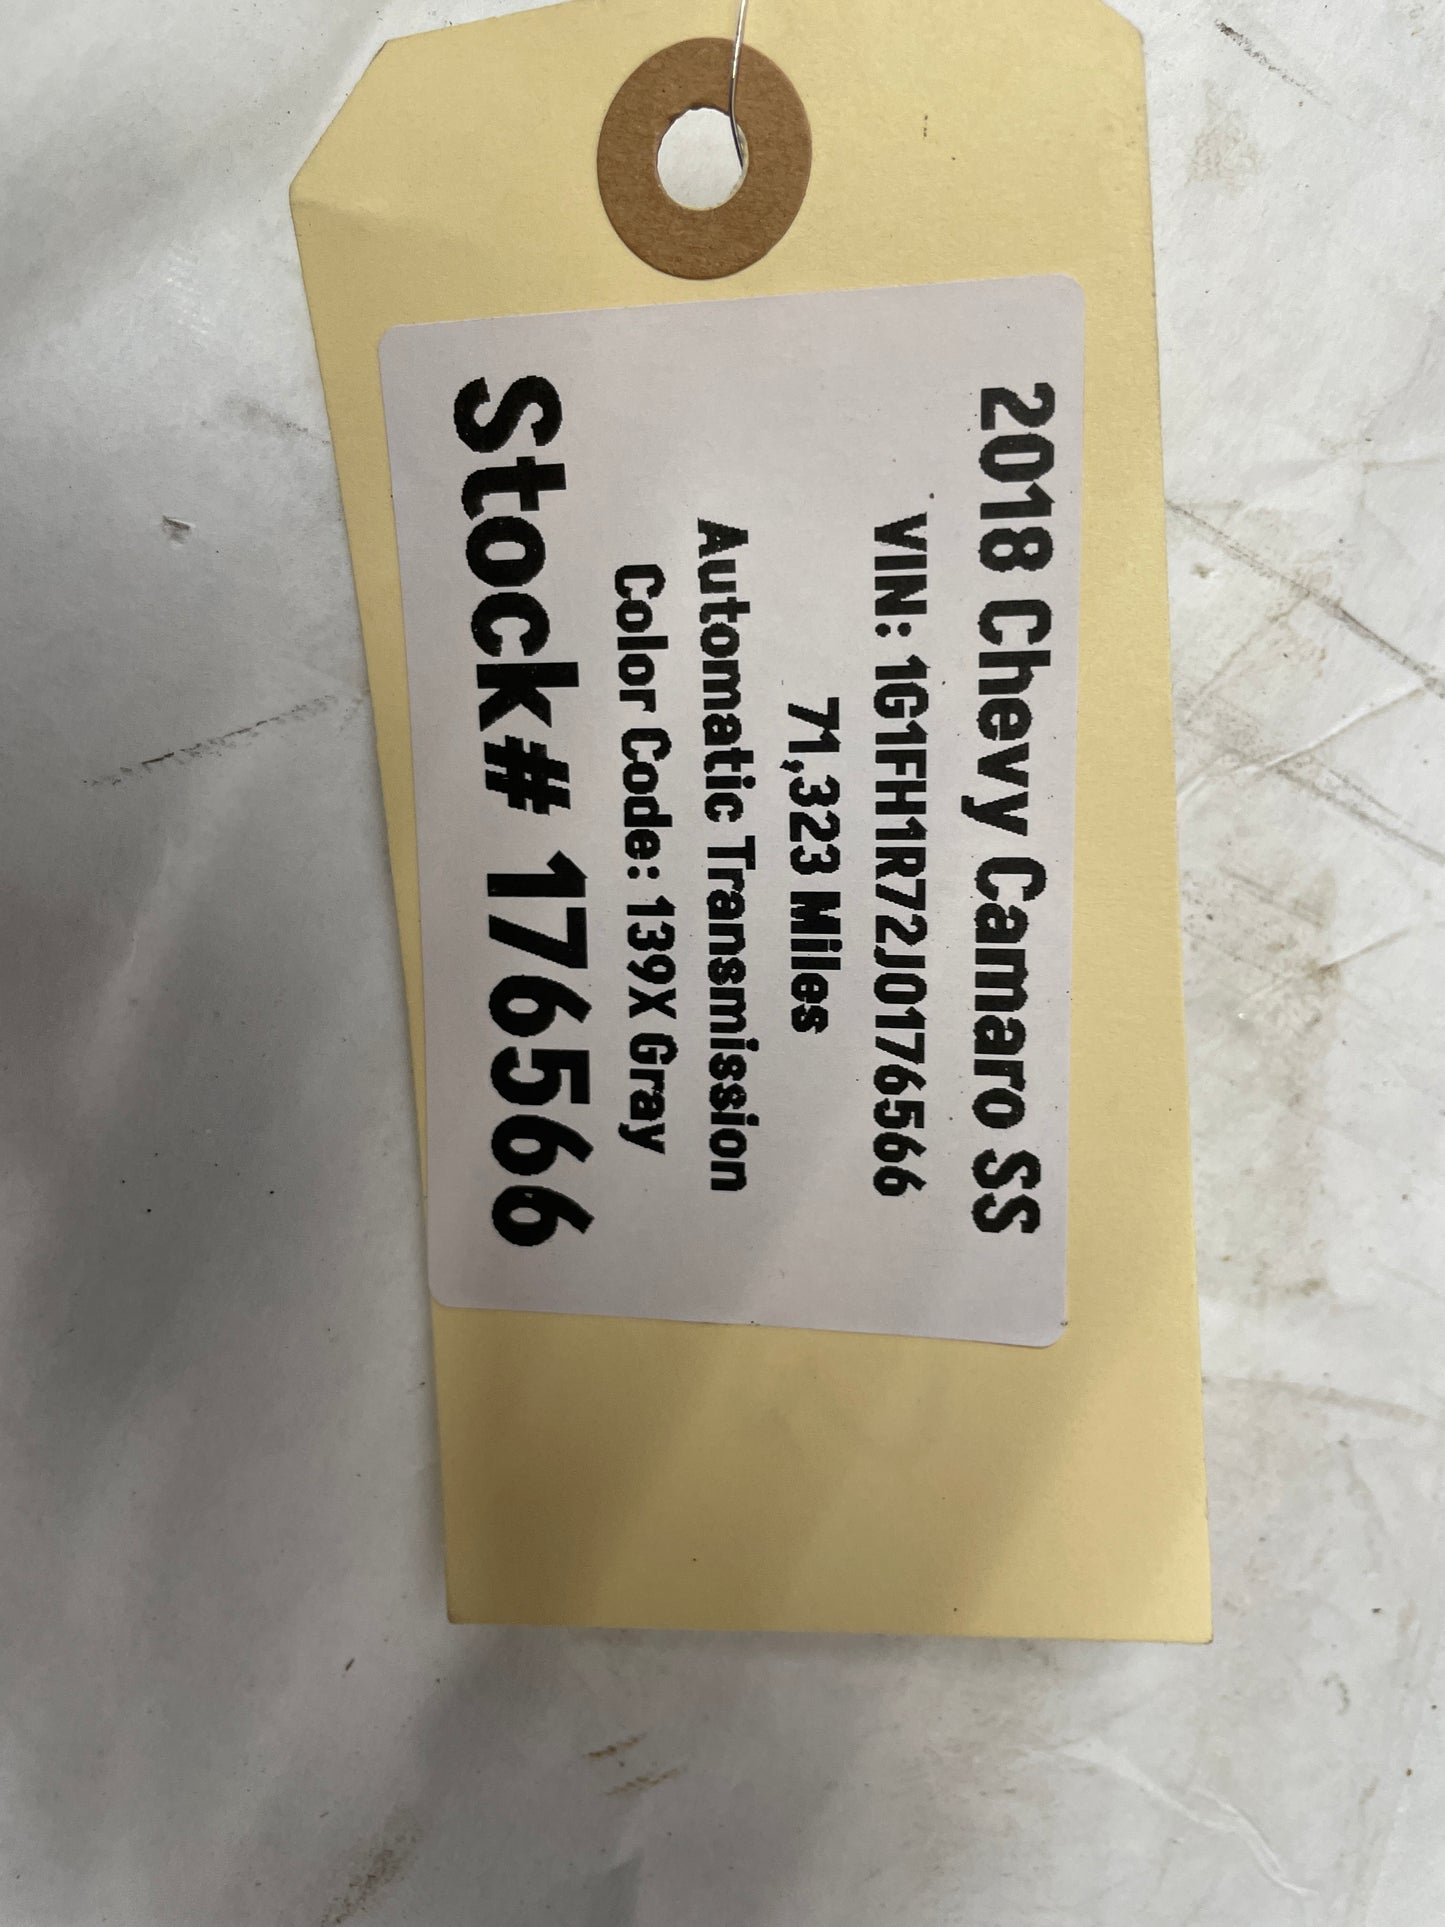 2018 Chevy Camaro SS
VIN: 1G1FH1R72J0176566
71,323 Miles
Automatic Transmission
Color Code: 139X Gray
Stock# 176566